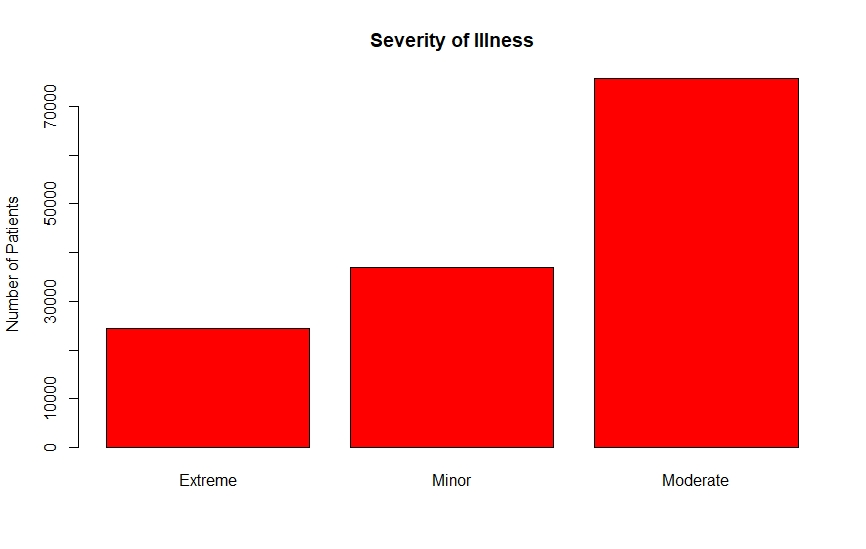 Severity of Illness
Number of Patients
70000
50000
30000
10000
0
Extreme
Minor
Moderate